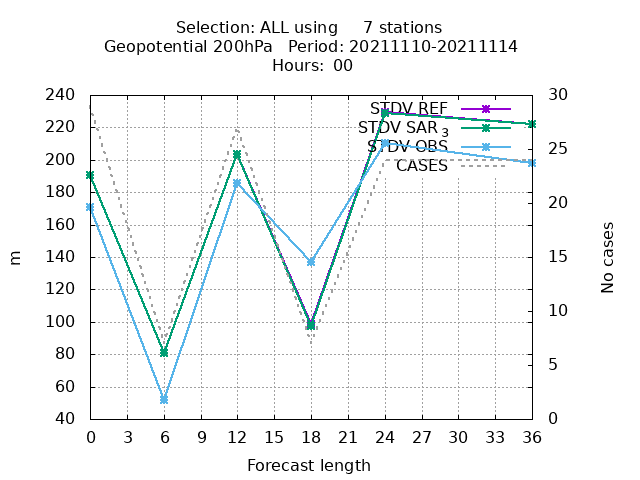 Selection: ALL using     7 stations
Geopotential 200hPa   Period: 20211110-20211114
Hours:  00
240
220
200
180
160
140
120
100
80
60
40
30
25
20
15
10
5
0
m
No cases
STDV REF
STDV SAR 3
STDV OBS
CASES
0 3 6 9 12 15 18 21 24 27 30 33 36
Forecast length